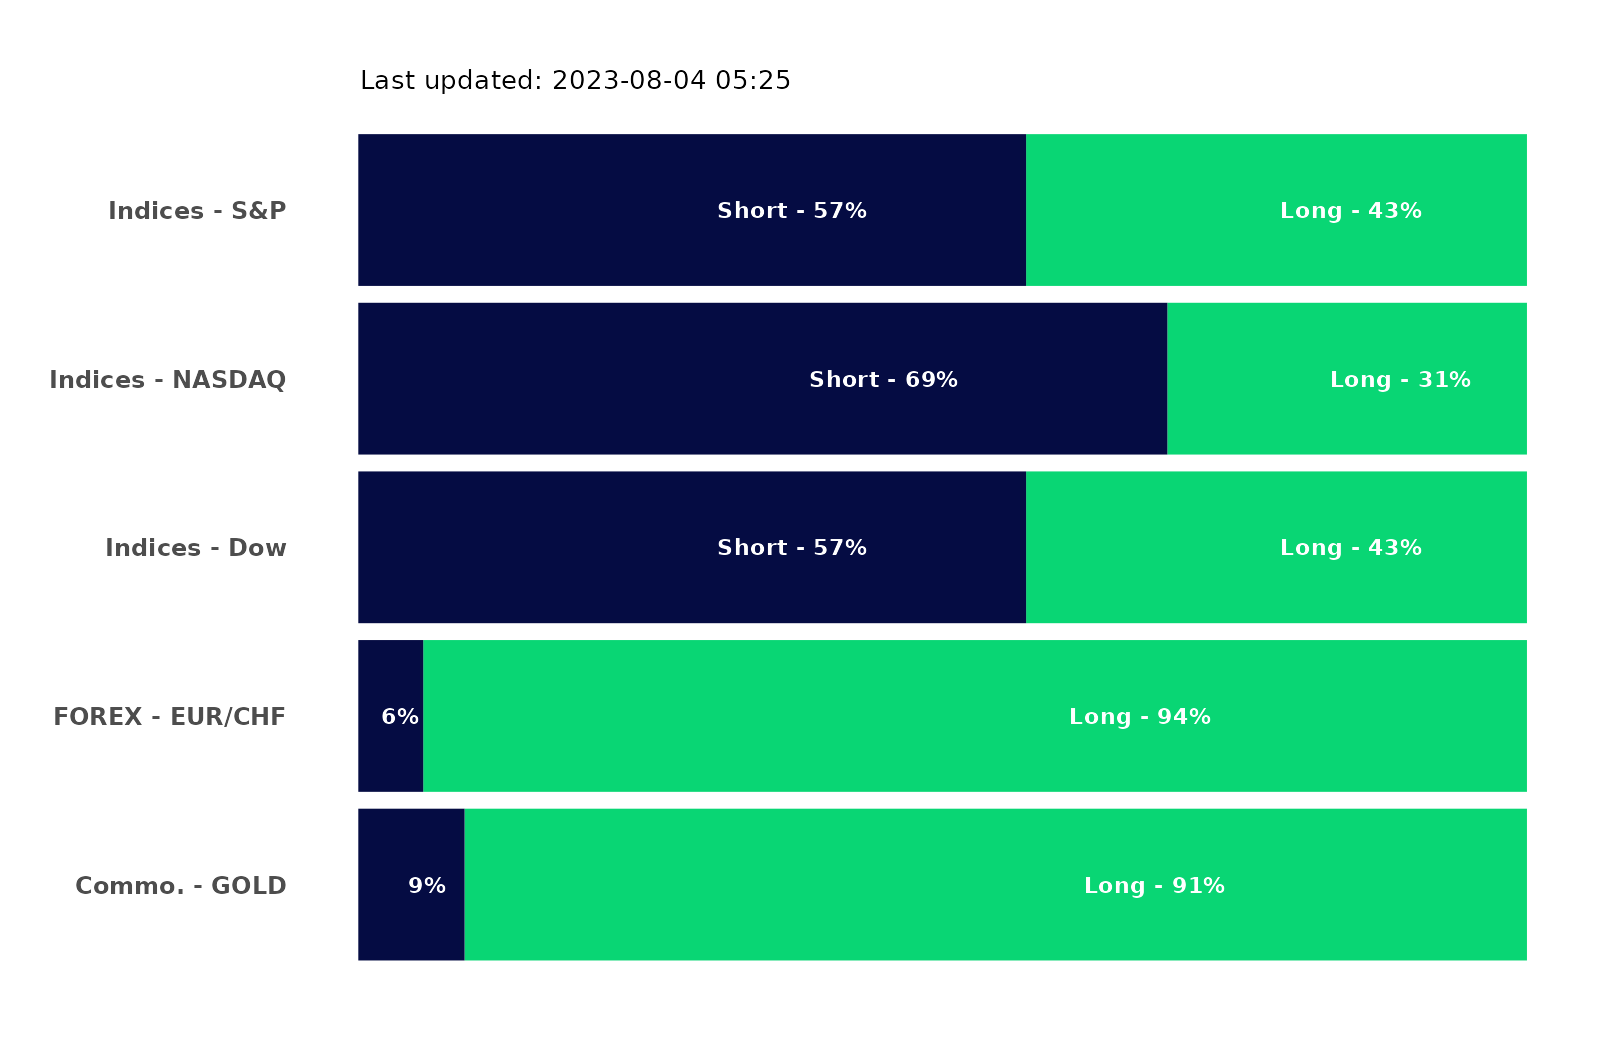 Last updated: 2023-08-04 05:25
Indices - S&P Short - 57% Long - 43%
Indices - NASDAQ Short - 69% Long - 31%
Indices - Dow Short - 57% Long - 43%
FOREX - EUR/CHF 6% Long - 94%
Commo. - GOLD 9% Long - 91%